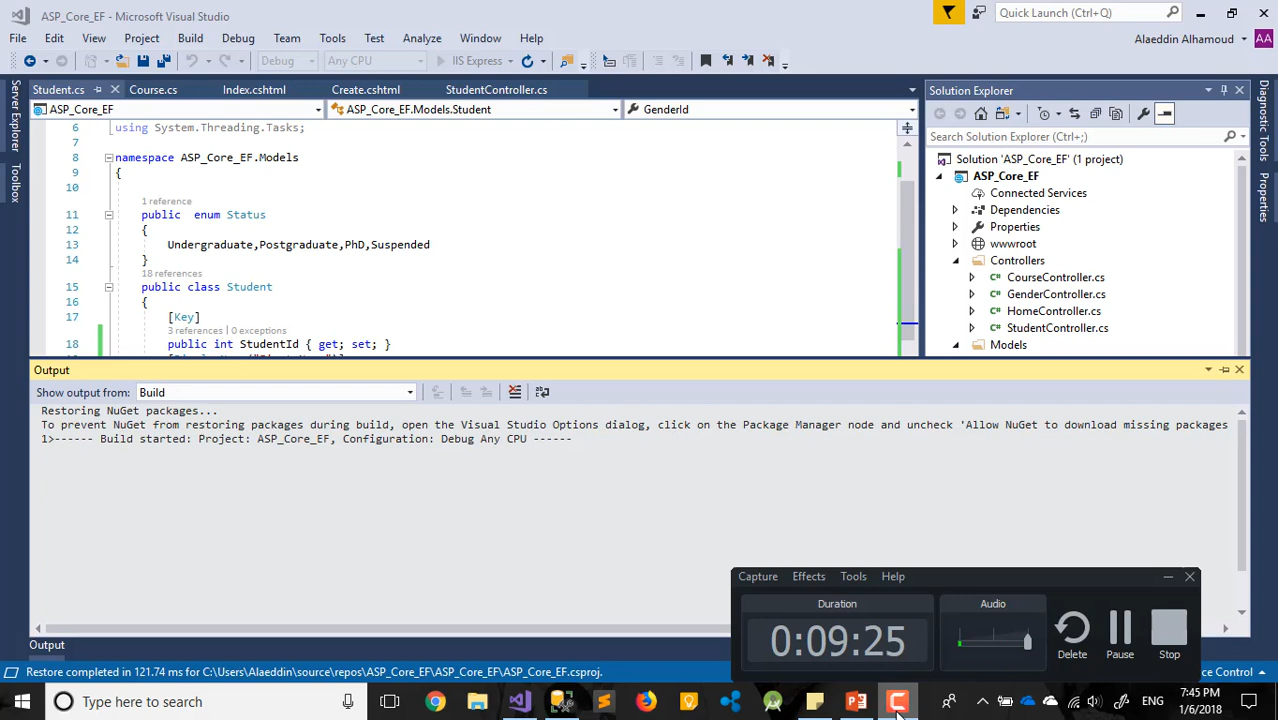 ASP_Core_EF - Microsoft Visual Studio
Quick Launch (Ctrl+Q)
File Edit View Project Build Debug Team Tools Test Analyze Window Help
Alaeddin Alhamoud AA
Debug Any CPU IIS Express
Server Explorer
Toolbox
Student.cs Course.cs Index.cshtml Create.cshtml StudentController.cs
ASP_Core_EF ASP_Core_EF.Models.Student GenderId
6 using System.Threading.Tasks;
7
8 namespace ASP_Core_EF.Models
9 {
10
1 reference
11 public enum Status
12 {
13 Undergraduate,Postgraduate,PhD,Suspended
14 }
18 references
15 public class Student
16 {
17 [Key]
3 references | 0 exceptions
18 public int StudentId { get; set; }
Solution Explorer
Search Solution Explorer (Ctrl+;)
Solution 'ASP_Core_EF' (1 project)
ASP_Core_EF
Connected Services
Dependencies
Properties
wwwroot
Controllers
C# CourseController.cs
C# GenderController.cs
C# HomeController.cs
C# StudentController.cs
Models
Diagnostic Tools
Properties
Output
Show output from: Build
Restoring NuGet packages...
To prevent NuGet from restoring packages during build, open the Visual Studio Options dialog, click on the Package Manager node and uncheck 'Allow NuGet to download missing packages
1>------ Build started: Project: ASP_Core_EF, Configuration: Debug Any CPU ------
Capture Effects Tools Help
Duration
0:09:25
Audio
Delete Pause Stop
Output
Restore completed in 121.74 ms for C:\Users\Alaeddin\source\repos\ASP_Core_EF\ASP_Core_EF\ASP_Core_EF.csproj.
ce Control
Type here to search
ENG
7:45 PM
1/6/2018